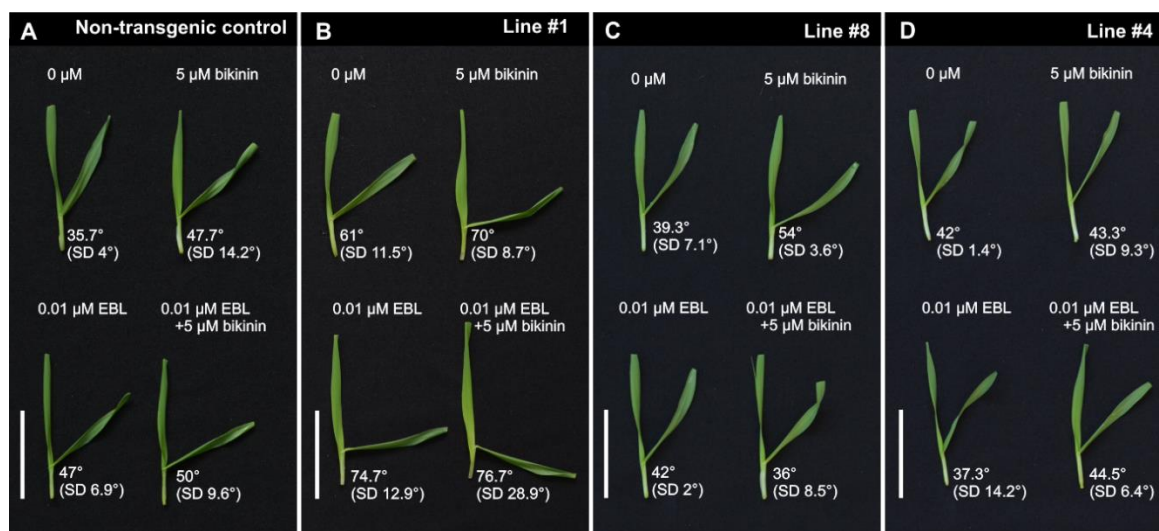 A Non-transgenic control
0 µM 5 µM bikinin
35.7°
(SD 4°)
47.7°
(SD 14.2°)
0.01 µM EBL 0.01 µM EBL
+5 µM bikinin
47°
(SD 6.9°)
50°
(SD 9.6°)
B Line #1
0 µM 5 µM bikinin
61°
(SD 11.5°)
70°
(SD 8.7°)
0.01 µM EBL 0.01 µM EBL
+5 µM bikinin
74.7°
(SD 12.9°)
76.7°
(SD 28.9°)
C Line #8
0 µM 5 µM bikinin
39.3°
(SD 7.1°)
54°
(SD 3.6°)
0.01 µM EBL 0.01 µM EBL
+5 µM bikinin
42°
(SD 2°)
36°
(SD 8.5°)
D Line #4
0 µM 5 µM bikinin
42°
(SD 1.4°)
43.3°
(SD 9.3°)
0.01 µM EBL 0.01 µM EBL
+5 µM bikinin
37.3°
(SD 14.2°)
44.5°
(SD 6.4°)